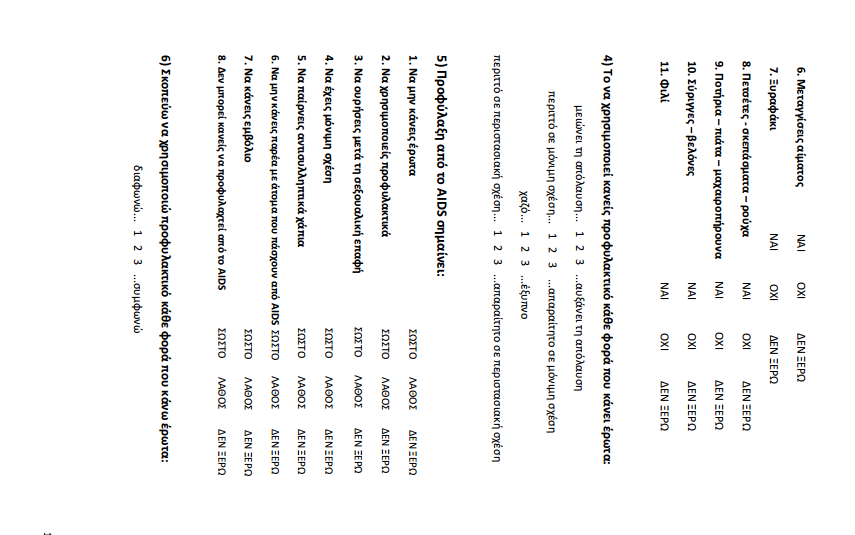 6. Μεταγγίσεις αίματος ΝΑΙ ΟΧΙ ΔΕΝ ΞΕΡΩ
7. Ξυραφάκι ΝΑΙ ΟΧΙ ΔΕΝ ΞΕΡΩ
8. Πετσέτες - σκεπάσματα – ρούχα ΝΑΙ ΟΧΙ ΔΕΝ ΞΕΡΩ
9. Ποτήρια – πιάτα – μαχαιροπήρουνα ΝΑΙ ΟΧΙ ΔΕΝ ΞΕΡΩ
10. Σύριγγες – βελόνες ΝΑΙ ΟΧΙ ΔΕΝ ΞΕΡΩ
11. Φιλί ΝΑΙ ΟΧΙ ΔΕΝ ΞΕΡΩ
4) Το να χρησιμοποιεί κανείς προφυλακτικό κάθε φορά που κάνει έρωτα:
μειώνει τη απόλαυση... 1 2 3 ...αυξάνει τη απόλαυση
περιττό σε μόνιμη σχέση... 1 2 3 ...απαραίτητο σε μόνιμη σχέση
χαζό... 1 2 3 ...έξυπνο
περιττό σε περιστασιακή σχέση... 1 2 3 ...απαραίτητο σε περιστασιακή σχέση
5) Προφύλαξη από το AIDS σημαίνει:
1. Να μην κάνεις έρωτα ΣΩΣΤΟ ΛΑΘΟΣ ΔΕΝ ΞΕΡΩ
2. Να χρησιμοποιείς προφυλακτικά ΣΩΣΤΟ ΛΑΘΟΣ ΔΕΝ ΞΕΡΩ
3. Να ουρήσεις μετά τη σεξουαλική επαφή ΣΩΣΤΟ ΛΑΘΟΣ ΔΕΝ ΞΕΡΩ
4. Να έχεις μόνιμη σχέση ΣΩΣΤΟ ΛΑΘΟΣ ΔΕΝ ΞΕΡΩ
5. Να παίρνεις αντισυλληπτικά χάπια ΣΩΣΤΟ ΛΑΘΟΣ ΔΕΝ ΞΕΡΩ
6. Να μην κάνεις παρέα με άτομα που πάσχουν από AIDS ΣΩΣΤΟ ΛΑΘΟΣ ΔΕΝ ΞΕΡΩ
7. Να κάνεις εμβόλιο ΣΩΣΤΟ ΛΑΘΟΣ ΔΕΝ ΞΕΡΩ
8. Δεν μπορεί κανείς να προφυλαχτεί από το AIDS ΣΩΣΤΟ ΛΑΘΟΣ ΔΕΝ ΞΕΡΩ
6) Σκοπεύω να χρησιμοποιώ προφυλακτικό κάθε φορά που κάνω έρωτα:
διαφωνώ... 1 2 3 ...συμφωνώ